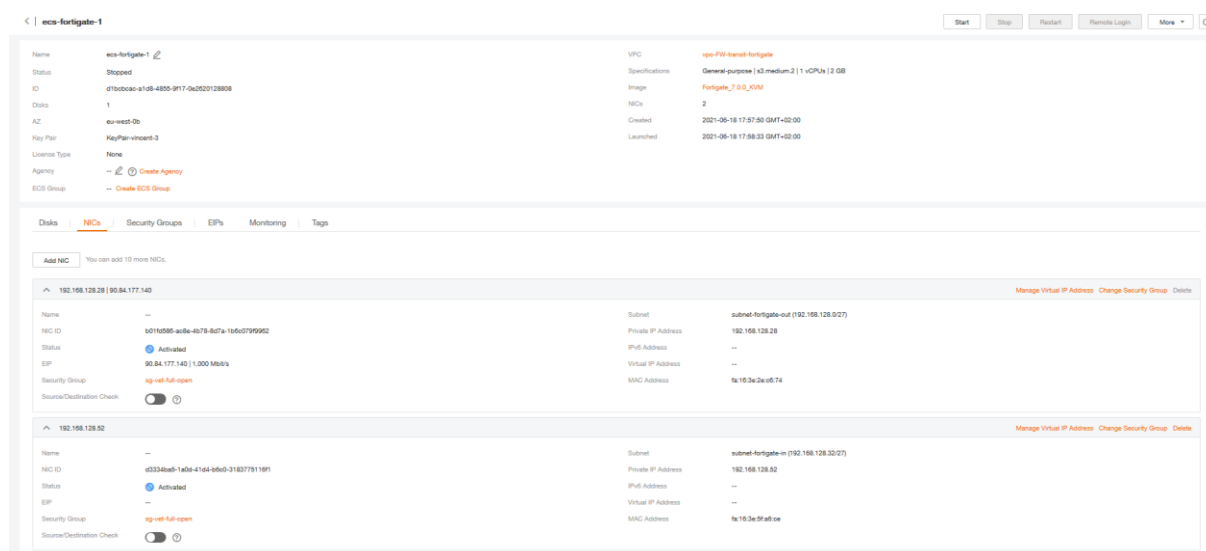 ecs-fortigate-1
Start Stop Restart Remote Login More
Name ecs-fortigate-1 VPC vpc-FW-transit-fortigate
Status Stopped Specifications General-purpose | s3.medium.2 | 1 vCPUs | 2 GB
ID d1bcbcac-a1d8-4855-9f17-0e2620128808 Image Fortigate_7.0.0_KVM
Disks 1 NICs 2
AZ eu-west-0b Created 2021-06-18 17:57:50 GMT+02:00
Key Pair KeyPair-vincent-3 Launched 2021-06-18 17:58:33 GMT+02:00
License Type None
Agency -- Create Agency
ECS Group -- Create ECS Group
Disks NICs Security Groups EIPs Monitoring Tags
Add NIC You can add 10 more NICs.
192.168.128.28 | 90.84.177.140 Manage Virtual IP Address Change Security Group Delete
Name -- Subnet subnet-fortigate-out (192.168.128.0/27)
NIC ID b01fd586-ac8e-4b78-8d7a-1b6c079f9962 Private IP Address 192.168.128.28
Status Activated IPv6 Address --
EIP 90.84.177.140 | 1,000 Mbit/s Virtual IP Address --
Security Group sg-vet-full-open MAC Address fa:16:3e:2a:c6:74
Source/Destination Check
192.168.128.52 Manage Virtual IP Address Change Security Group Delete
Name -- Subnet subnet-fortigate-in (192.168.128.32/27)
NIC ID d3334ba5-1a0d-41d4-b6c0-3183775116f1 Private IP Address 192.168.128.52
Status Activated IPv6 Address --
EIP -- Virtual IP Address --
Security Group sg-vet-full-open MAC Address fa:16:3e:5f:a6:ce
Source/Destination Check